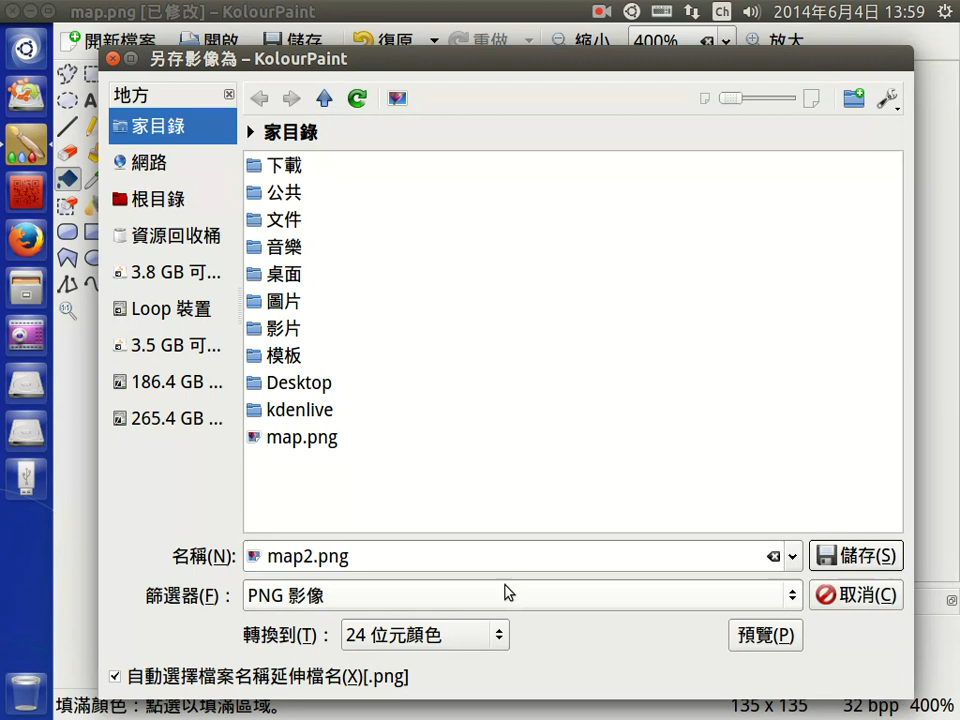 map.png [已修改] – KolourPaint
Ch
2014年6月4日 13:59
開新檔案
開啟
儲存
復原
重做
縮小
400%
放大
另存影像為 – KolourPaint
地方
家目錄
網路
根目錄
資源回收桶
3.8 GB 可...
Loop 裝置
3.5 GB 可...
186.4 GB ...
265.4 GB ...
家目錄
下載
公共
文件
音樂
桌面
圖片
影片
模板
Desktop
kdenlive
map.png
名稱(N):
map2.png
儲存(S)
篩選器(F)：
PNG 影像
取消(C)
轉換到(T)：
24 位元顏色
預覽(P)
自動選擇檔案名稱延伸檔名(X)[.png]
填滿顏色：點選以填滿區域。
135 x 135
32 bpp
400%